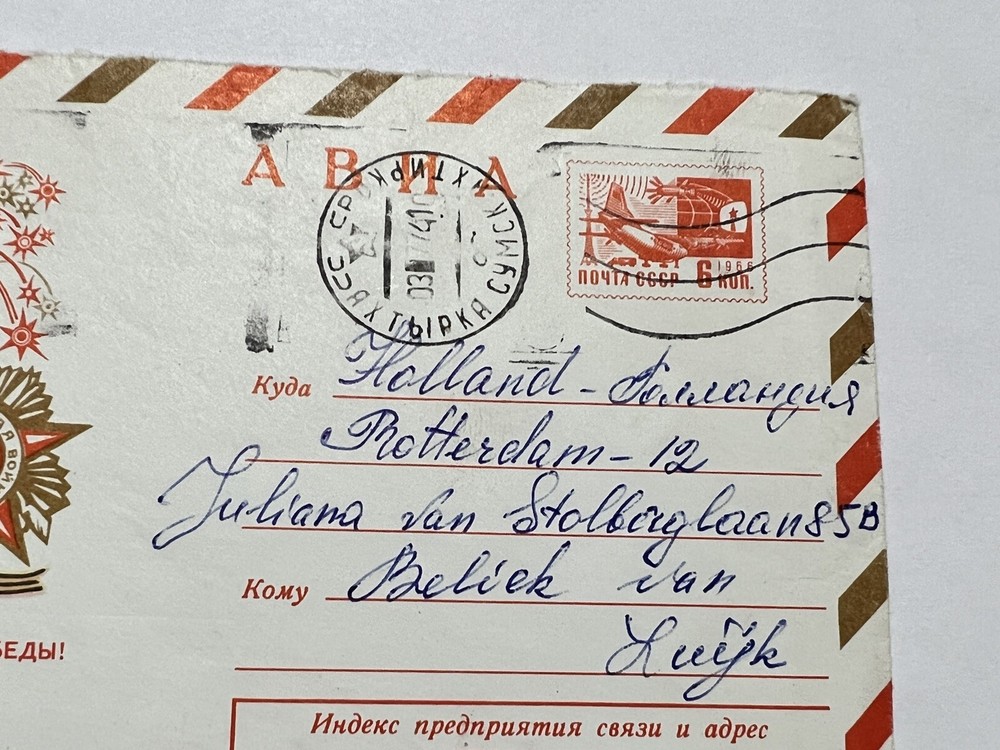 АВИА
АХТЫРКА СУМСК
ПОЧТА СССР 6 КОП.
1966
Куда Holland - Голландия
Rotterdam - 12
Juliana van Stolberglaan 85B
Кому Beliek van
Luijk
ЕДЫ!
Индекс предприятия связи и адрес